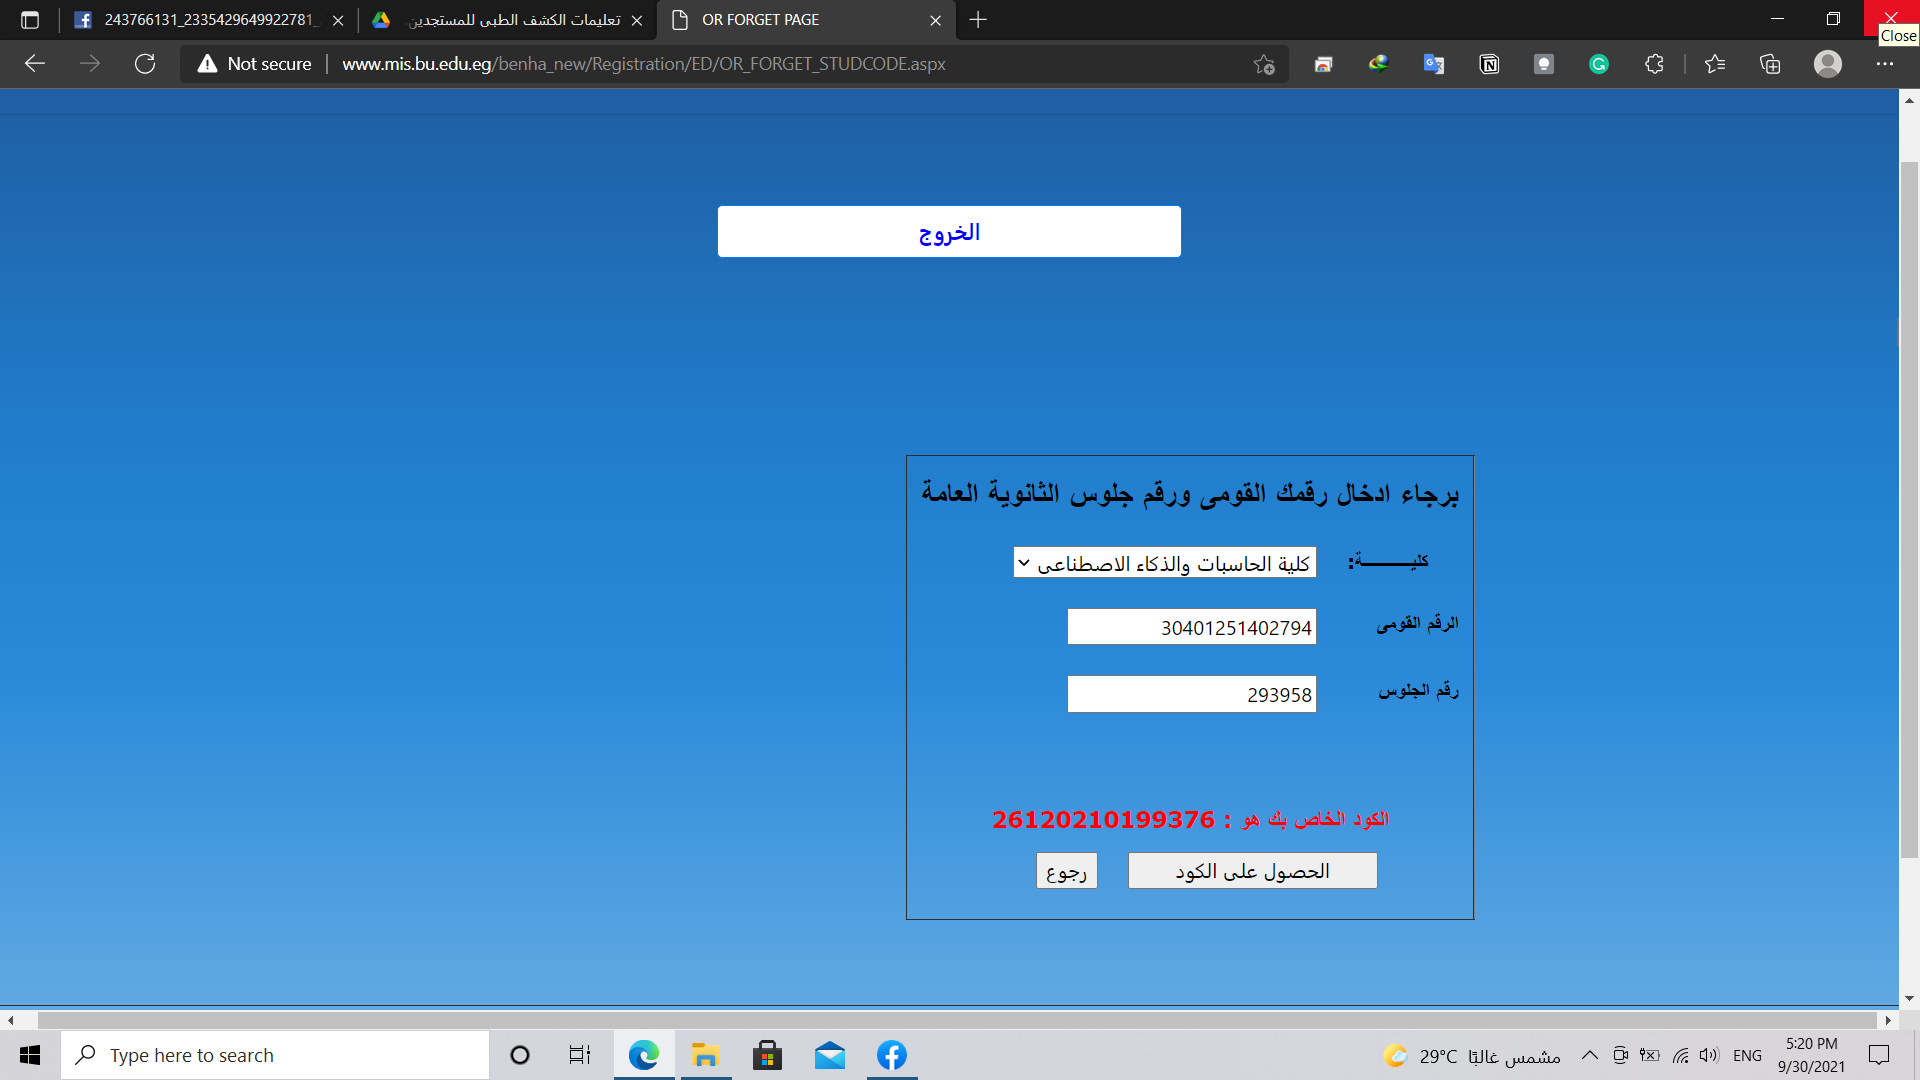 243766131_2335429649922781_
تعليمات الكشف الطبى للمستجدين
OR FORGET PAGE
Close
Not secure
www.mis.bu.edu.eg/benha_new/Registration/ED/OR_FORGET_STUDCODE.aspx
الخروج
برجاء ادخال رقمك القومى ورقم جلوس الثانوية العامة
كليـــــــــة: كلية الحاسبات والذكاء الاصطناعى
الرقم القومى 30401251402794
رقم الجلوس 293958
الكود الخاص بك هو : 26120210199376
الحصول على الكود رجوع
Type here to search
29°C مشمس غالبًا
ENG
5:20 PM
9/30/2021